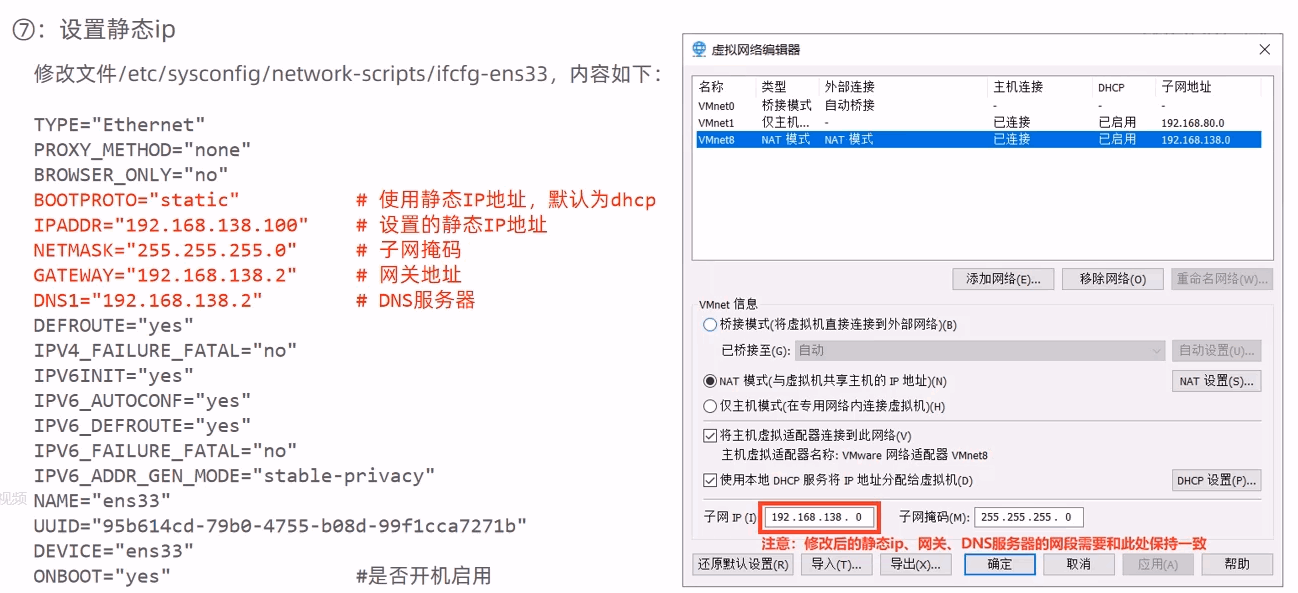 ⑦：设置静态ip
修改文件/etc/sysconfig/network-scripts/ifcfg-ens33，内容如下：
TYPE="Ethernet"
PROXY_METHOD="none"
BROWSER_ONLY="no"
BOOTPROTO="static" # 使用静态IP地址，默认为dhcp
IPADDR="192.168.138.100" # 设置的静态IP地址
NETMASK="255.255.255.0" # 子网掩码
GATEWAY="192.168.138.2" # 网关地址
DNS1="192.168.138.2" # DNS服务器
DEFROUTE="yes"
IPV4_FAILURE_FATAL="no"
IPV6INIT="yes"
IPV6_AUTOCONF="yes"
IPV6_DEFROUTE="yes"
IPV6_FAILURE_FATAL="no"
IPV6_ADDR_GEN_MODE="stable-privacy"
NAME="ens33"
UUID="95b614cd-79b0-4755-b08d-99f1cca7271b"
DEVICE="ens33"
ONBOOT="yes" #是否开机启用
视频
虚拟网络编辑器
名称 类型 外部连接 主机连接 DHCP 子网地址
VMnet0 桥接模式 自动桥接 - - -
VMnet1 仅主机... - 已连接 已启用 192.168.80.0
VMnet8 NAT 模式 NAT 模式 已连接 已启用 192.168.138.0
添加网络(E)... 移除网络(O) 重命名网络(W)...
VMnet 信息
桥接模式(将虚拟机直接连接到外部网络)(B)
已桥接至(G): 自动 自动设置(U)...
NAT 模式(与虚拟机共享主机的 IP 地址)(N) NAT 设置(S)...
仅主机模式(在专用网络内连接虚拟机)(H)
将主机虚拟适配器连接到此网络(V)
主机虚拟适配器名称: VMware 网络适配器 VMnet8
使用本地 DHCP 服务将 IP 地址分配给虚拟机(D) DHCP 设置(P)...
子网 IP (I) 192.168.138. 0 子网掩码(M): 255.255.255. 0
注意：修改后的静态ip、网关、DNS服务器的网段需要和此处保持一致
还原默认设置(R) 导入(T)... 导出(X)... 确定 取消 应用(A) 帮助